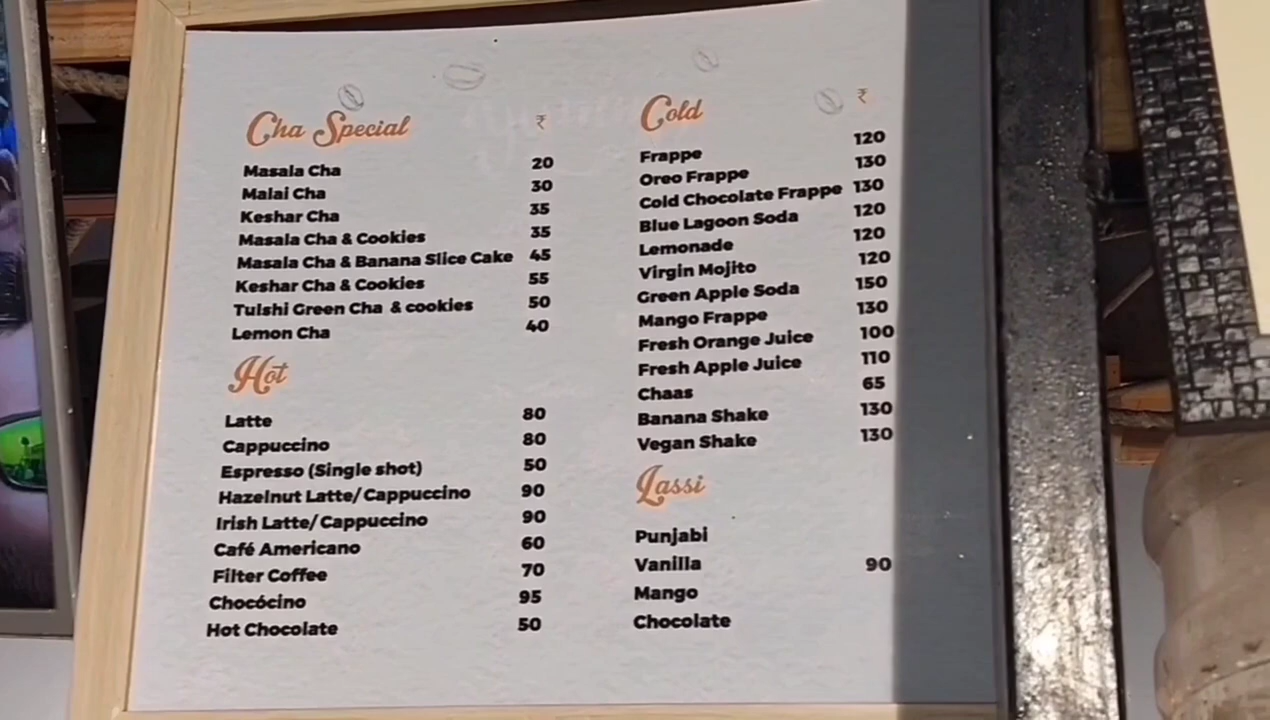 Cha Special ₹
Masala Cha 20
Malai Cha 30
Keshar Cha 35
Masala Cha & Cookies 35
Masala Cha & Banana Slice Cake 45
Keshar Cha & Cookies 55
Tulshi Green Cha & cookies 50
Lemon Cha 40
Hot
Latte 80
Cappuccino 80
Espresso (Single shot) 50
Hazelnut Latte/ Cappuccino 90
Irish Latte/ Cappuccino 90
Café Americano 60
Filter Coffee 70
Chocócino 95
Hot Chocolate 50
Cold ₹
Frappe 120
Oreo Frappe 130
Cold Chocolate Frappe 130
Blue Lagoon Soda 120
Lemonade 120
Virgin Mojito 120
Green Apple Soda 150
Mango Frappe 130
Fresh Orange Juice 100
Fresh Apple Juice 110
Chaas 65
Banana Shake 130
Vegan Shake 130
Lassi
Punjabi
Vanilla 90
Mango
Chocolate